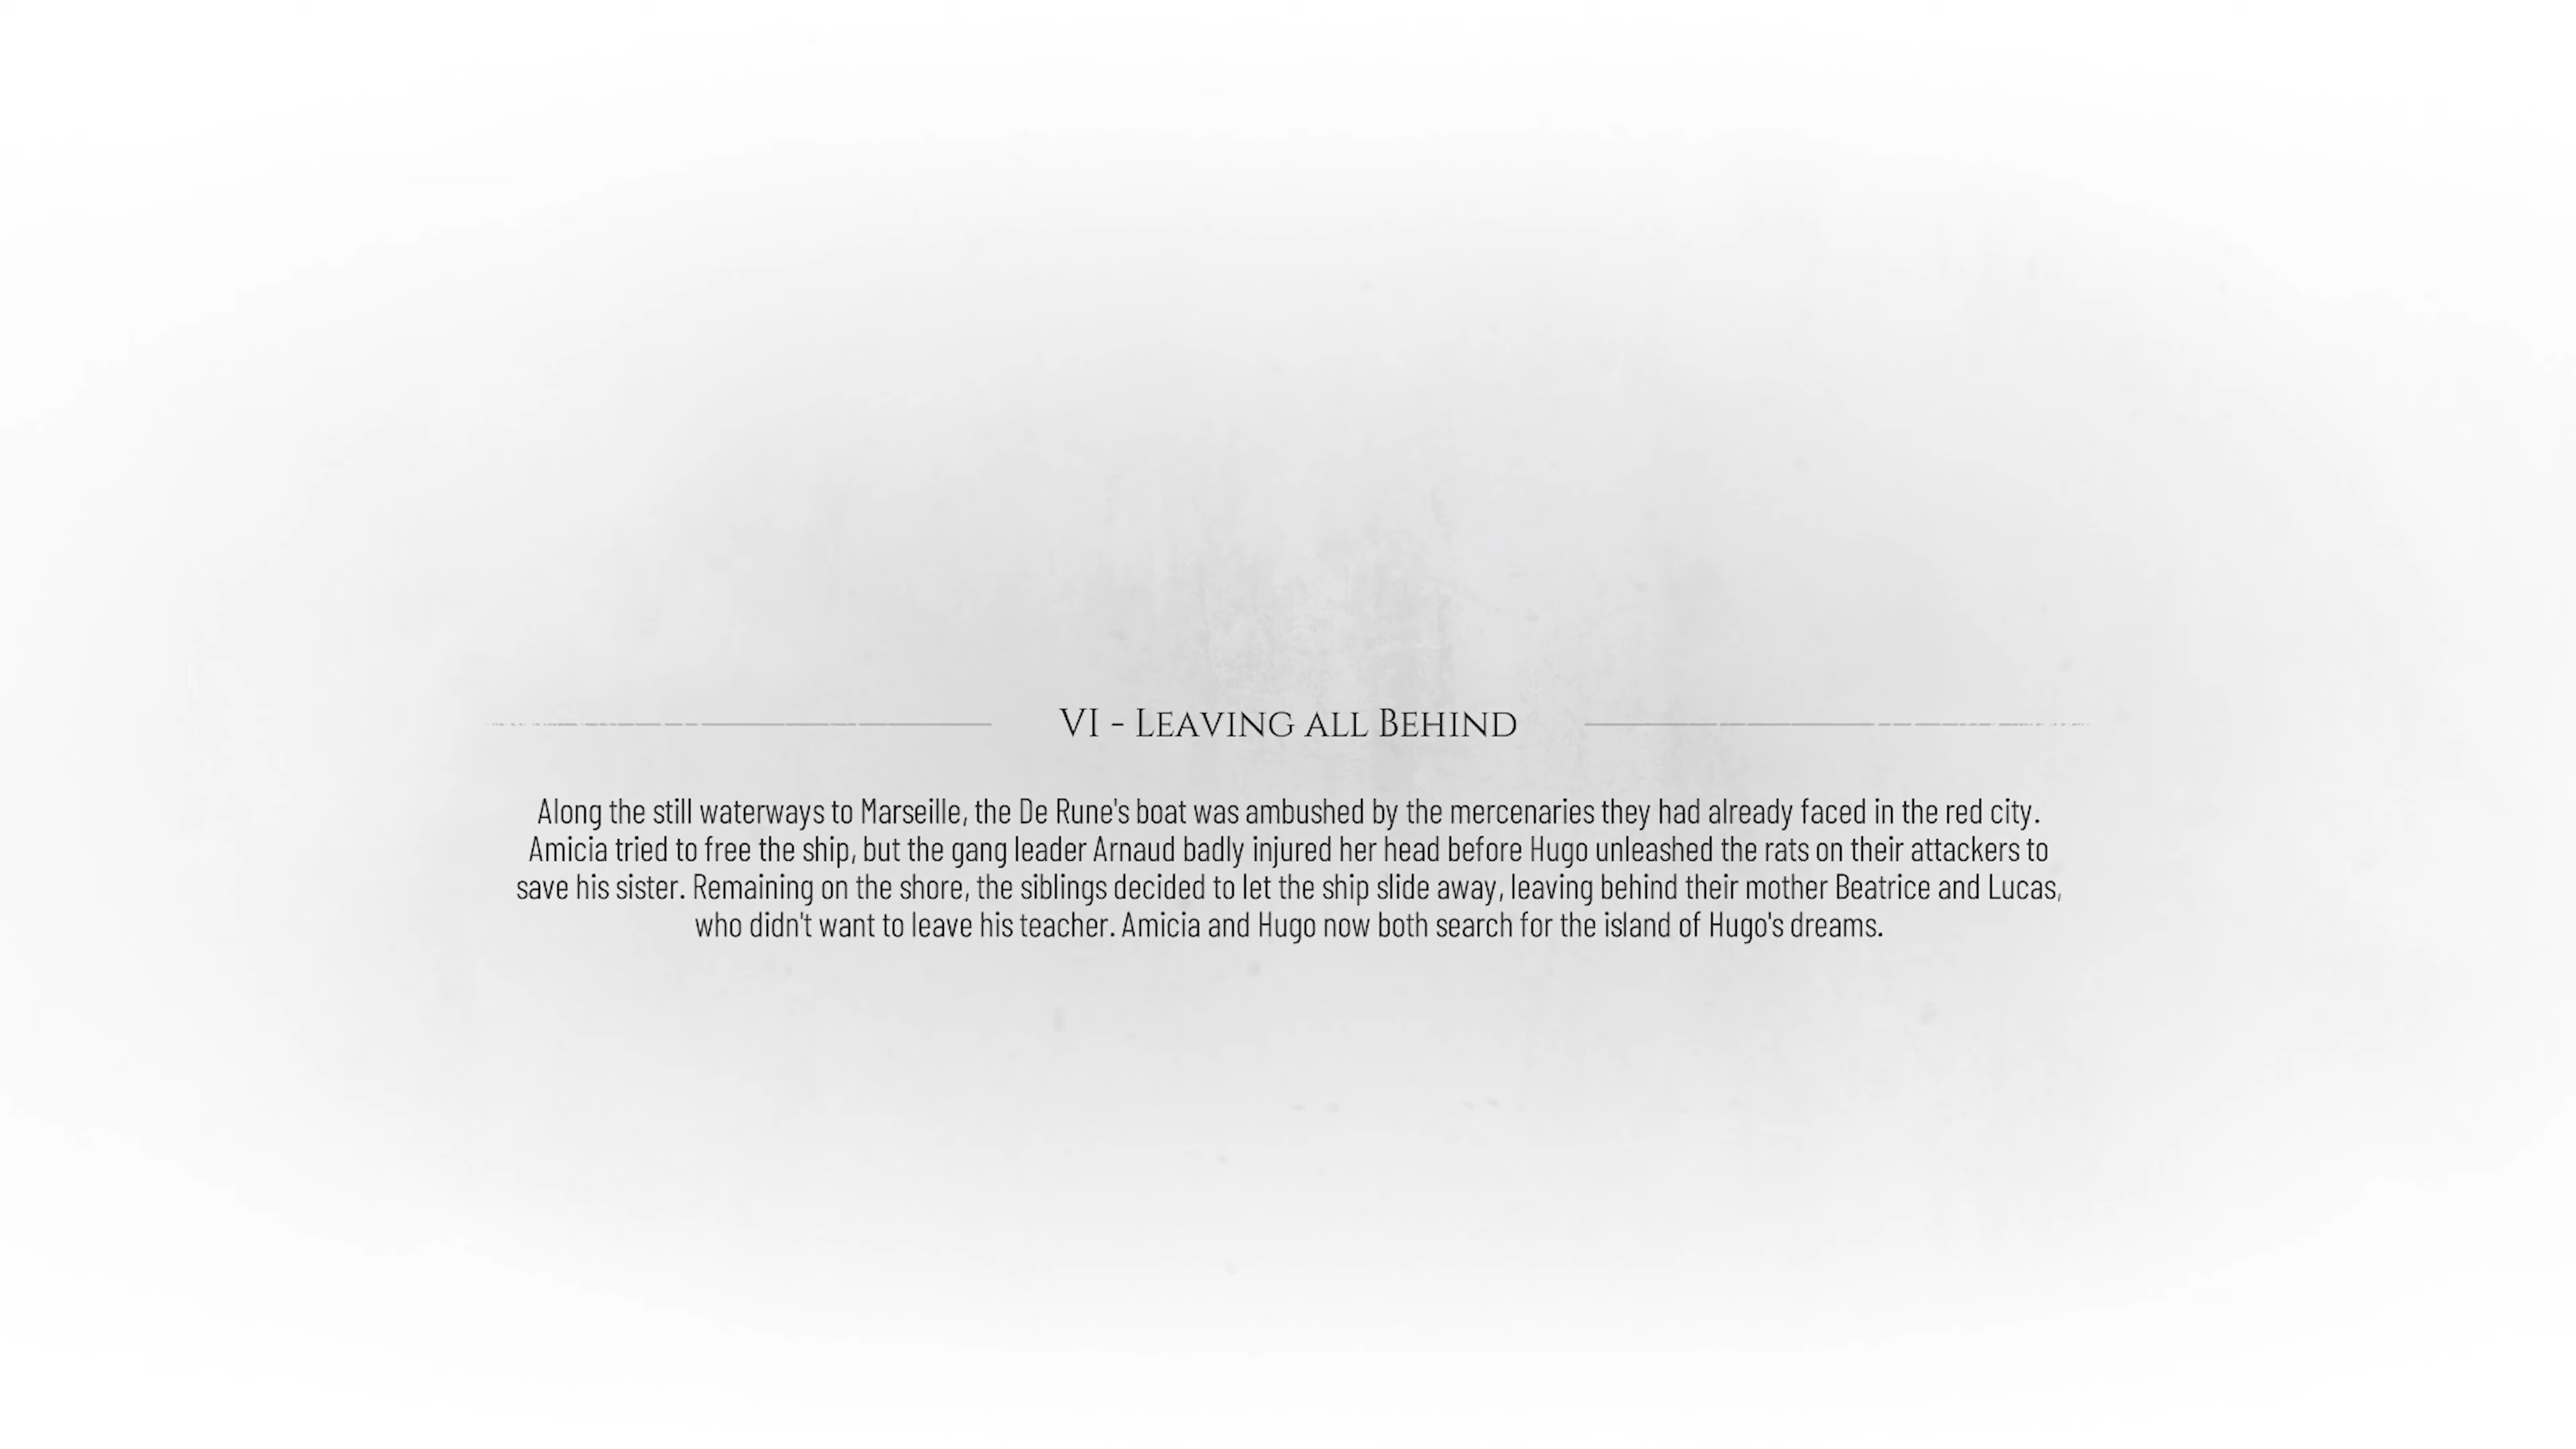 VI - Leaving all Behind
Along the still waterways to Marseille, the De Rune's boat was ambushed by the mercenaries they had already faced in the red city.
Amicia tried to free the ship, but the gang leader Arnaud badly injured her head before Hugo unleashed the rats on their attackers to
save his sister. Remaining on the shore, the siblings decided to let the ship slide away, leaving behind their mother Beatrice and Lucas,
who didn't want to leave his teacher. Amicia and Hugo now both search for the island of Hugo's dreams.